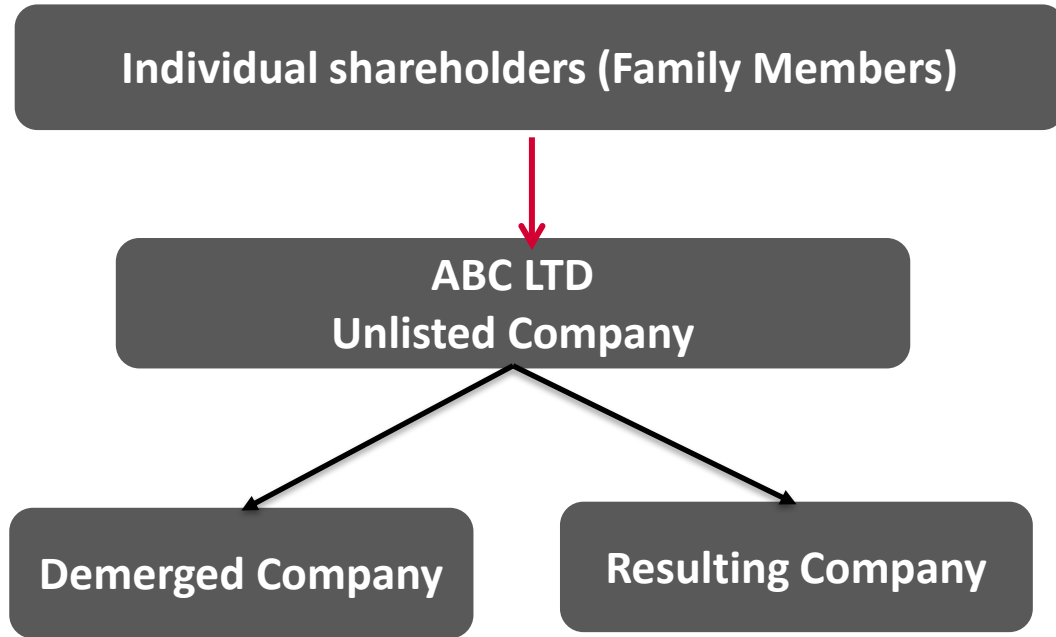 Individual shareholders (Family Members)
ABC LTD
Unlisted Company
Demerged Company
Resulting Company